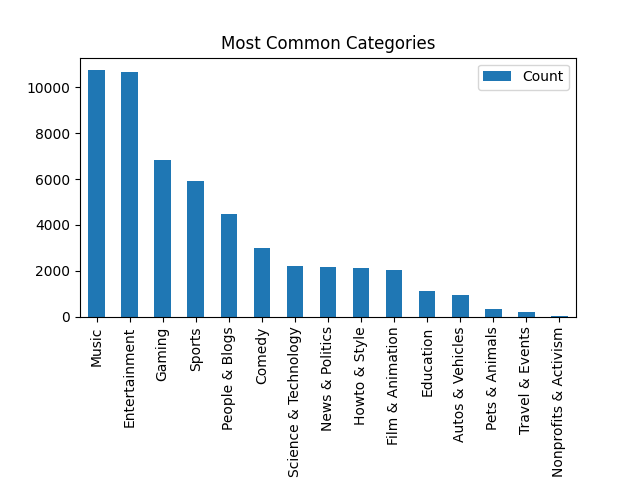 Most Common Categories
Count
10000
8000
6000
4000
2000
0
Music
Entertainment
Gaming
Sports
People & Blogs
Comedy
Science & Technology
News & Politics
Howto & Style
Film & Animation
Education
Autos & Vehicles
Pets & Animals
Travel & Events
Nonprofits & Activism